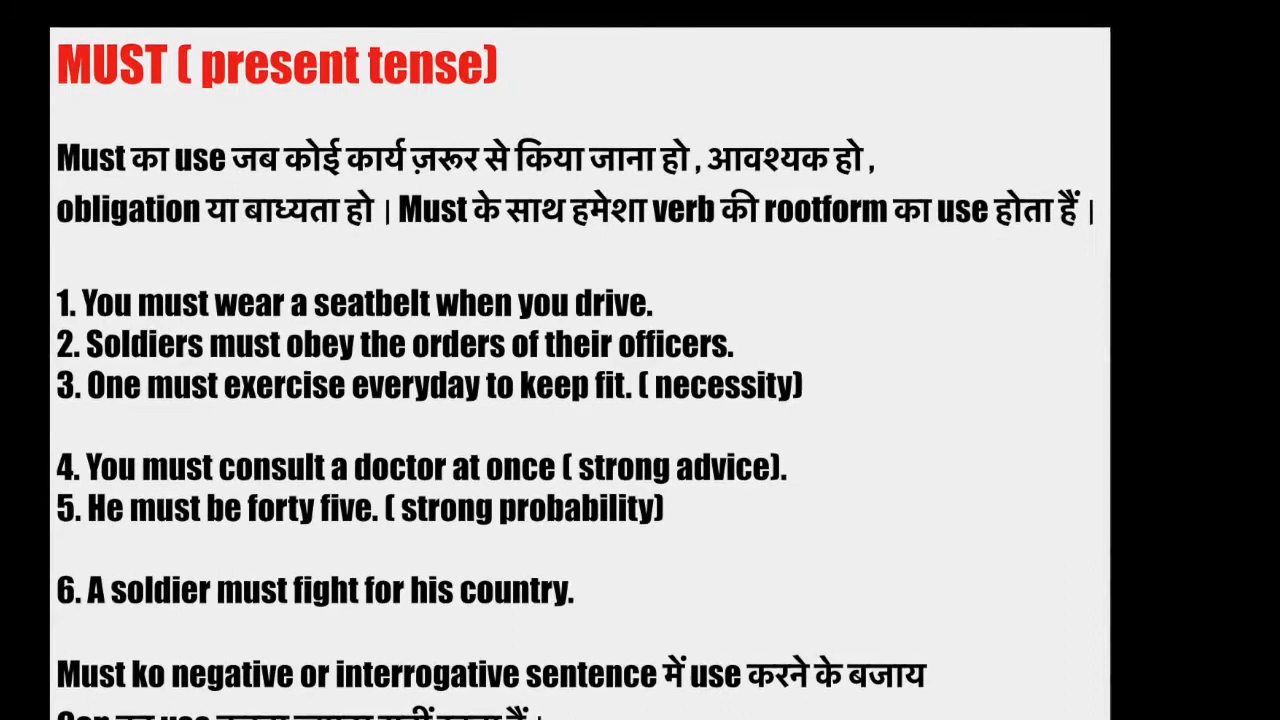 MUST ( present tense)
Must का use जब कोई कार्य ज़रूर से किया जाना हो , आवश्यक हो ,
obligation या बाध्यता हो | Must के साथ हमेशा verb की rootform का use होता हैं |
1. You must wear a seatbelt when you drive.
2. Soldiers must obey the orders of their officers.
3. One must exercise everyday to keep fit. ( necessity)
4. You must consult a doctor at once ( strong advice).
5. He must be forty five. ( strong probability)
6. A soldier must fight for his country.
Must ko negative or interrogative sentence में use करने के बजाय